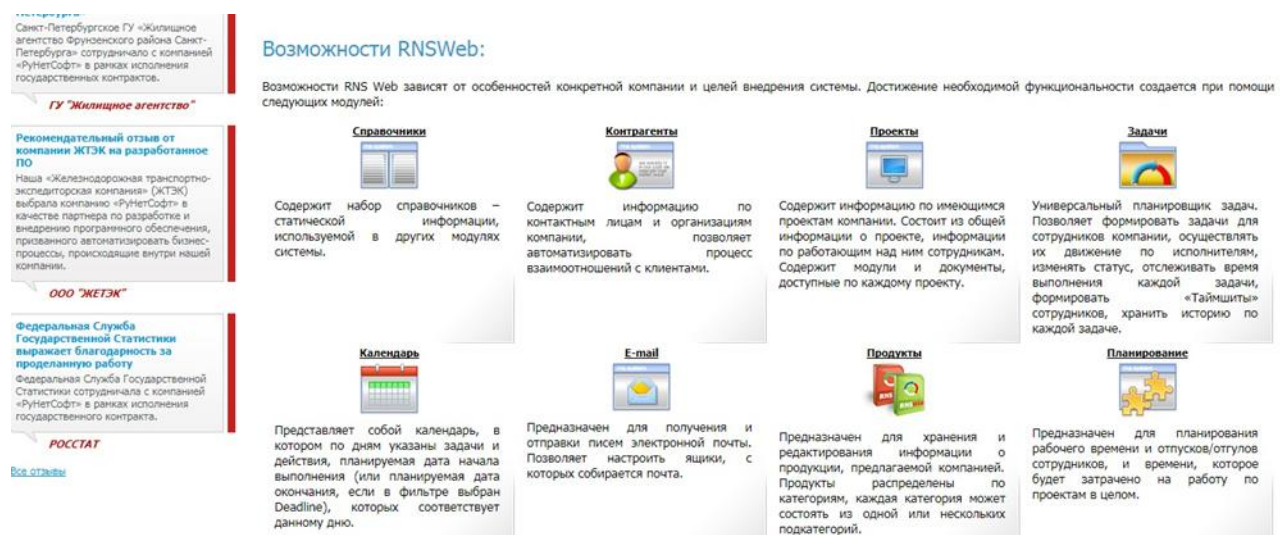 Санкт-Петербургское ГУ «Жилищное
агентство Фрунзенского района Санкт-
Петербурга» сотрудничало с компанией
«РуНетСофт» в рамках исполнения
государственных контрактов.
ГУ "Жилищное агентство"
Рекомендательный отзыв от
компании ЖТЭК на разработанное
ПО
Наша «Железнодорожная транспортно-
экспедиторская компания» (ЖТЭК)
выбрала компанию «РуНетСофт» в
качестве партнера по разработке и
внедрению программного обеспечения,
призванного автоматизировать бизнес-
процессы, происходящие внутри нашей
компании.
ООО "ЖЕТЭК"
Федеральная Служба
Государственной Статистики
выражает благодарность за
проделанную работу
Федеральная Служба Государственной
Статистики сотрудничала с компанией
«РуНетСофт» в рамках исполнения
государственного контракта.
РОССТАТ
Все отзывы
Возможности RNSWeb:
Возможности RNS Web зависят от особенностей конкретной компании и целей внедрения системы. Достижение необходимой функциональности создается при помощи
следующих модулей:
Справочники
Содержит набор справочников –
статической информации,
используемой в других модулях
системы.
Контрагенты
Содержит информацию по
контактным лицам и организациям
компании, позволяет
автоматизировать процесс
взаимоотношений с клиентами.
Проекты
Содержит информацию по имеющимся
проектам компании. Состоит из общей
информации о проекте, информации
по работающим над ним сотрудникам.
Содержит модули и документы,
доступные по каждому проекту.
Задачи
Универсальный планировщик задач.
Позволяет формировать задачи для
сотрудников компании, осуществлять
их движение по исполнителям,
изменять статус, отслеживать время
выполнения каждой задачи,
формировать «Таймшиты»
сотрудников, хранить историю по
каждой задаче.
Календарь
Представляет собой календарь, в
котором по дням указаны задачи и
действия, планируемая дата начала
выполнения (или планируемая дата
окончания, если в фильтре выбран
Deadline), которых соответствует
данному дню.
E-mail
Предназначен для получения и
отправки писем электронной почты.
Позволяет настроить ящики, с
которых собирается почта.
Продукты
Предназначен для хранения и
редактирования информации о
продукции, предлагаемой компанией.
Продукты распределены по
категориям, каждая категория может
состоять из одной или нескольких
подкатегорий.
Планирование
Предназначен для планирования
рабочего времени и отпусков/отгулов
сотрудников, и времени, которое
будет затрачено на работу по
проектам в целом.